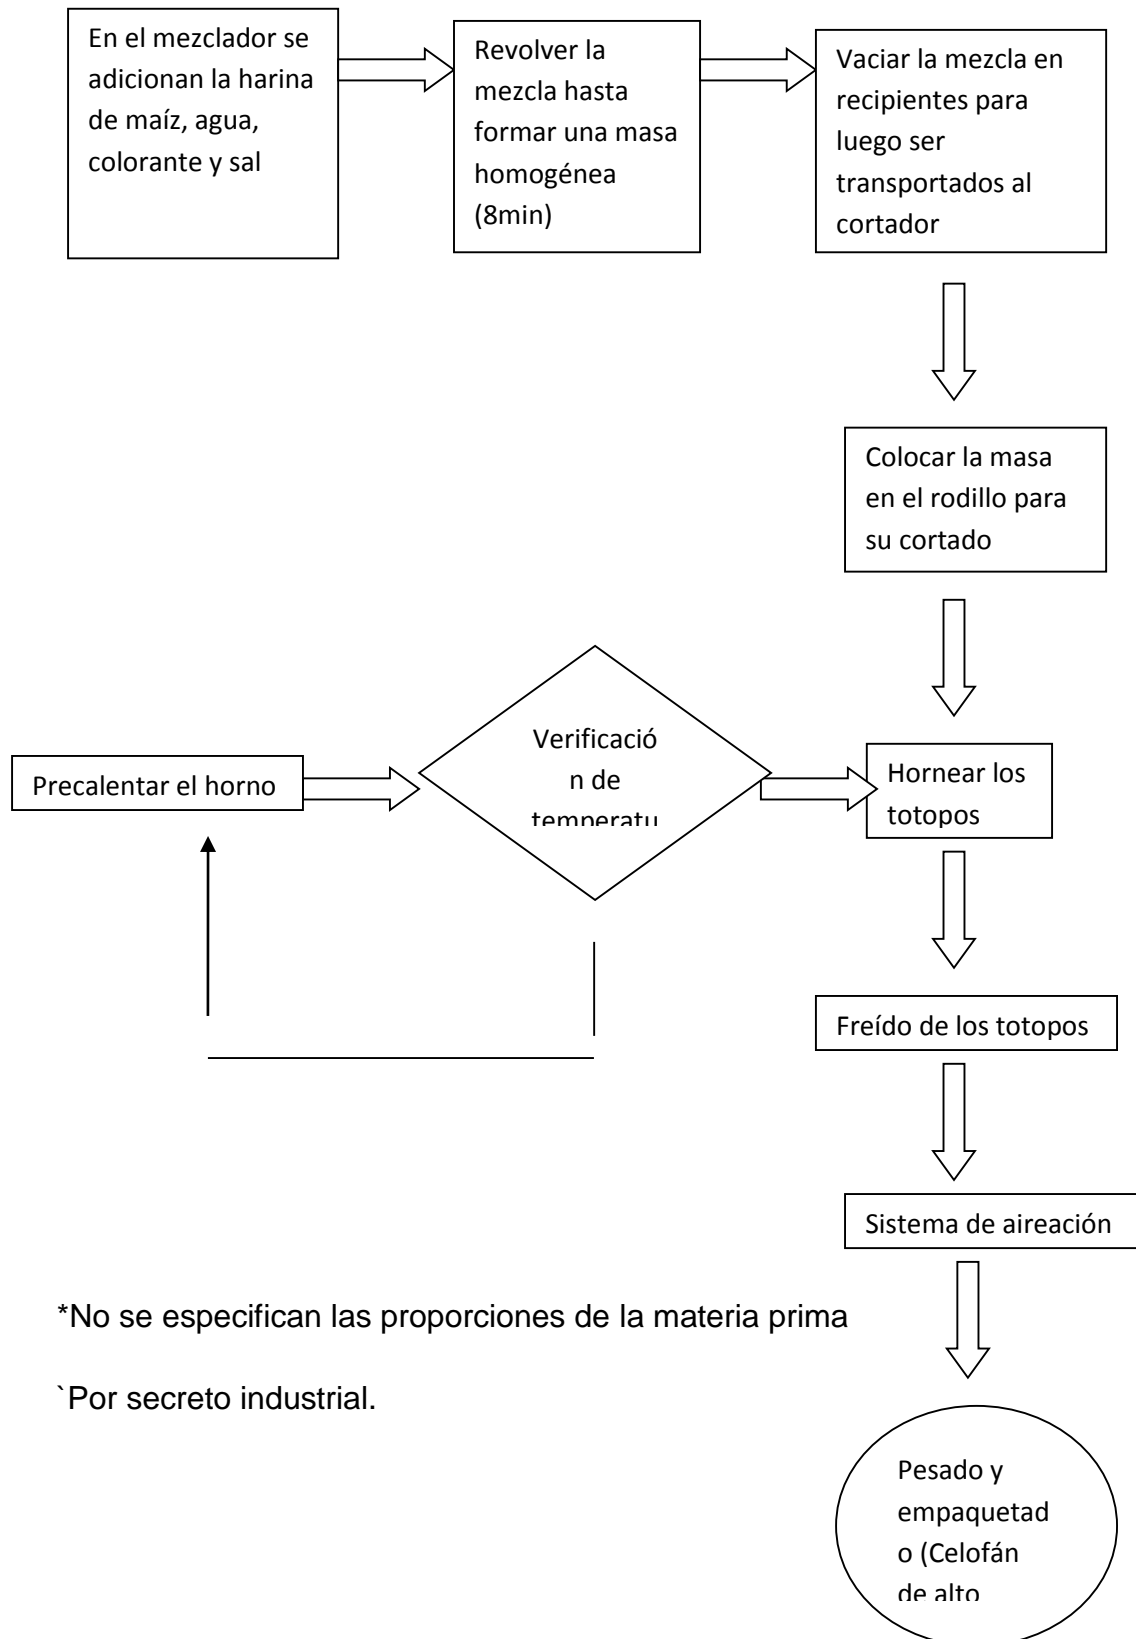 En el mezclador se
adicionan la harina
de maíz, agua,
colorante y sal
Revolver la
mezcla hasta
formar una masa
homogénea
(8min)
Vaciar la mezcla en
recipientes para
luego ser
transportados al
cortador
Colocar la masa
en el rodillo para
su cortado
Precalentar el horno
Verificació
n de
temperatu
Hornear los
totopos
Freído de los totopos
Sistema de aireación
*No se especifican las proporciones de la materia prima
`Por secreto industrial.
Pesado y
empaquetad
o (Celofán
de alto